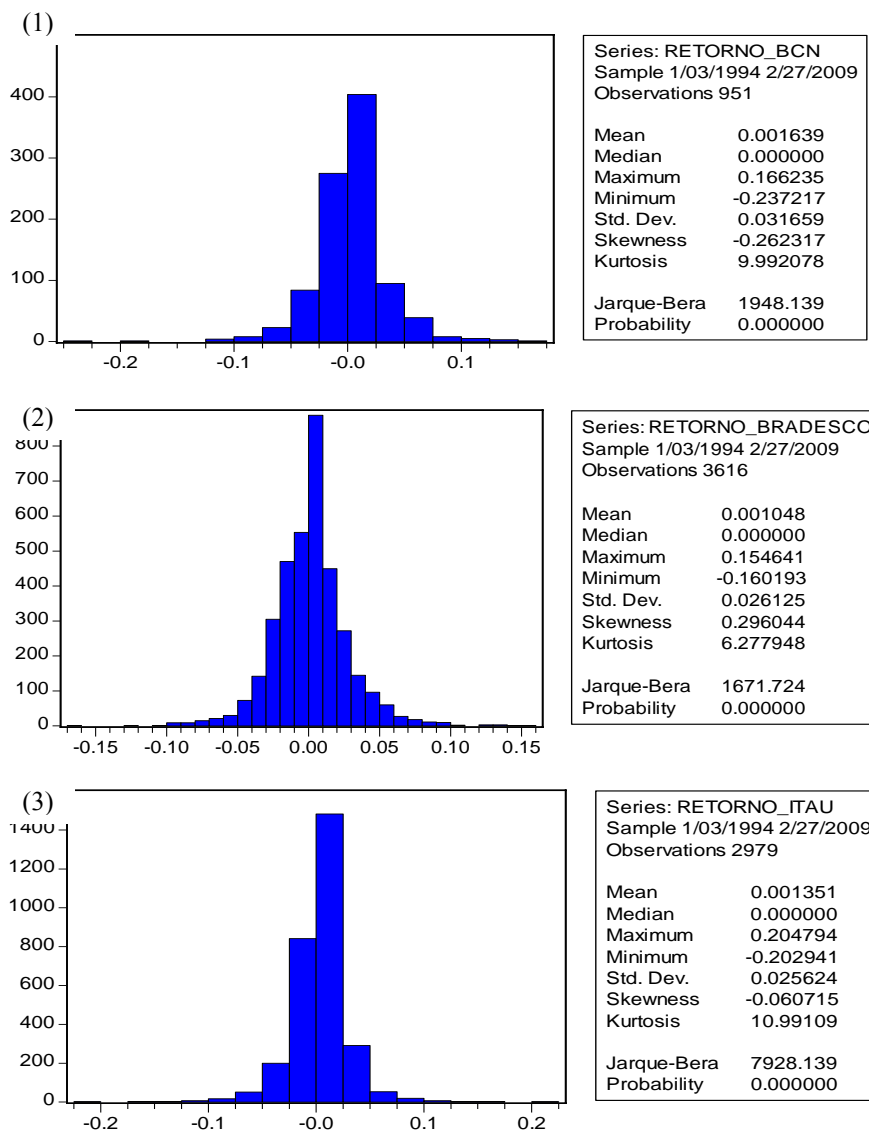 (1)
400
300
200
100
0
-0.2 -0.1 -0.0 0.1
Series: RETORNO_BCN
Sample 1/03/1994 2/27/2009
Observations 951
Mean 0.001639
Median 0.000000
Maximum 0.166235
Minimum -0.237217
Std. Dev. 0.031659
Skewness -0.262317
Kurtosis 9.992078
Jarque-Bera 1948.139
Probability 0.000000
(2)
800
700
600
500
400
300
200
100
0
-0.15 -0.10 -0.05 0.00 0.05 0.10 0.15
Series: RETORNO_BRADESCO
Sample 1/03/1994 2/27/2009
Observations 3616
Mean 0.001048
Median 0.000000
Maximum 0.154641
Minimum -0.160193
Std. Dev. 0.026125
Skewness 0.296044
Kurtosis 6.277948
Jarque-Bera 1671.724
Probability 0.000000
(3)
1400
1200
1000
800
600
400
200
0
-0.2 -0.1 -0.0 0.1 0.2
Series: RETORNO_ITAU
Sample 1/03/1994 2/27/2009
Observations 2979
Mean 0.001351
Median 0.000000
Maximum 0.204794
Minimum -0.202941
Std. Dev. 0.025624
Skewness -0.060715
Kurtosis 10.99109
Jarque-Bera 7928.139
Probability 0.000000